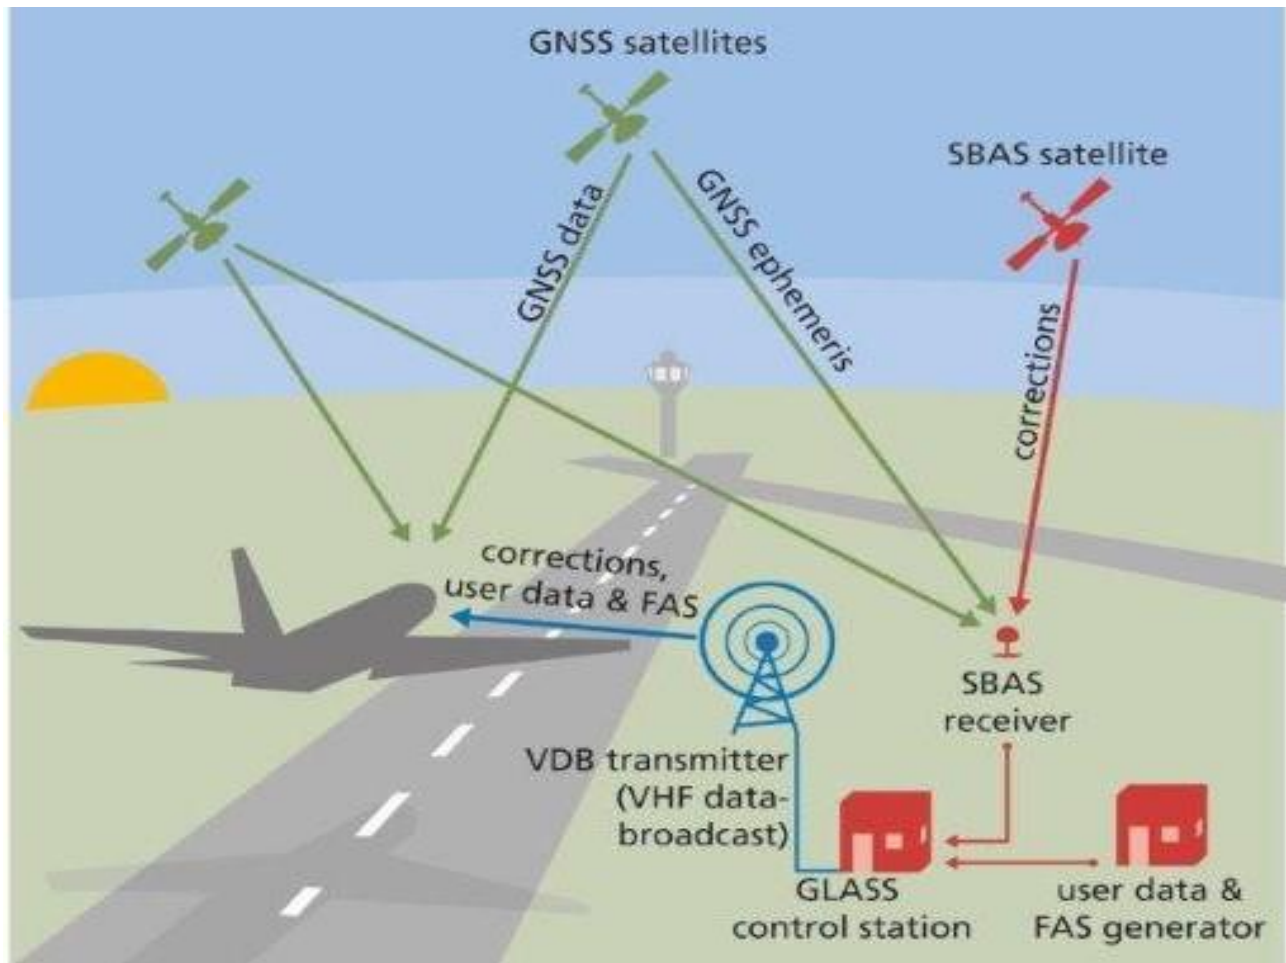 GNSS satellites
SBAS satellite
GNSS data
GNSS ephemeris
corrections
corrections,
user data & FAS
SBAS
receiver
VDB transmitter
(VHF data-
broadcast)
GLASS
control station
user data &
FAS generator